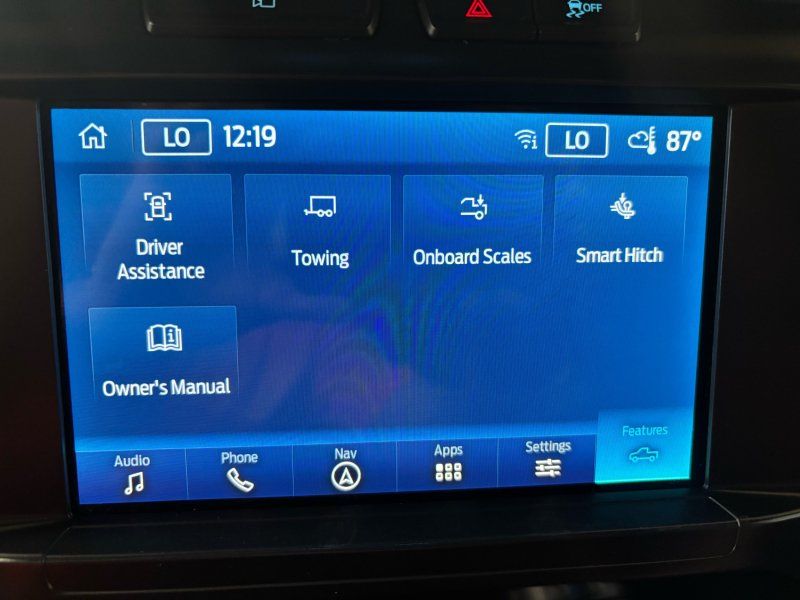 OFF
LO 12:19 LO 87°
Driver
Assistance
Towing
Onboard Scales
Smart Hitch
Owner's Manual
Audio
Phone
Nav
Apps
Settings
Features